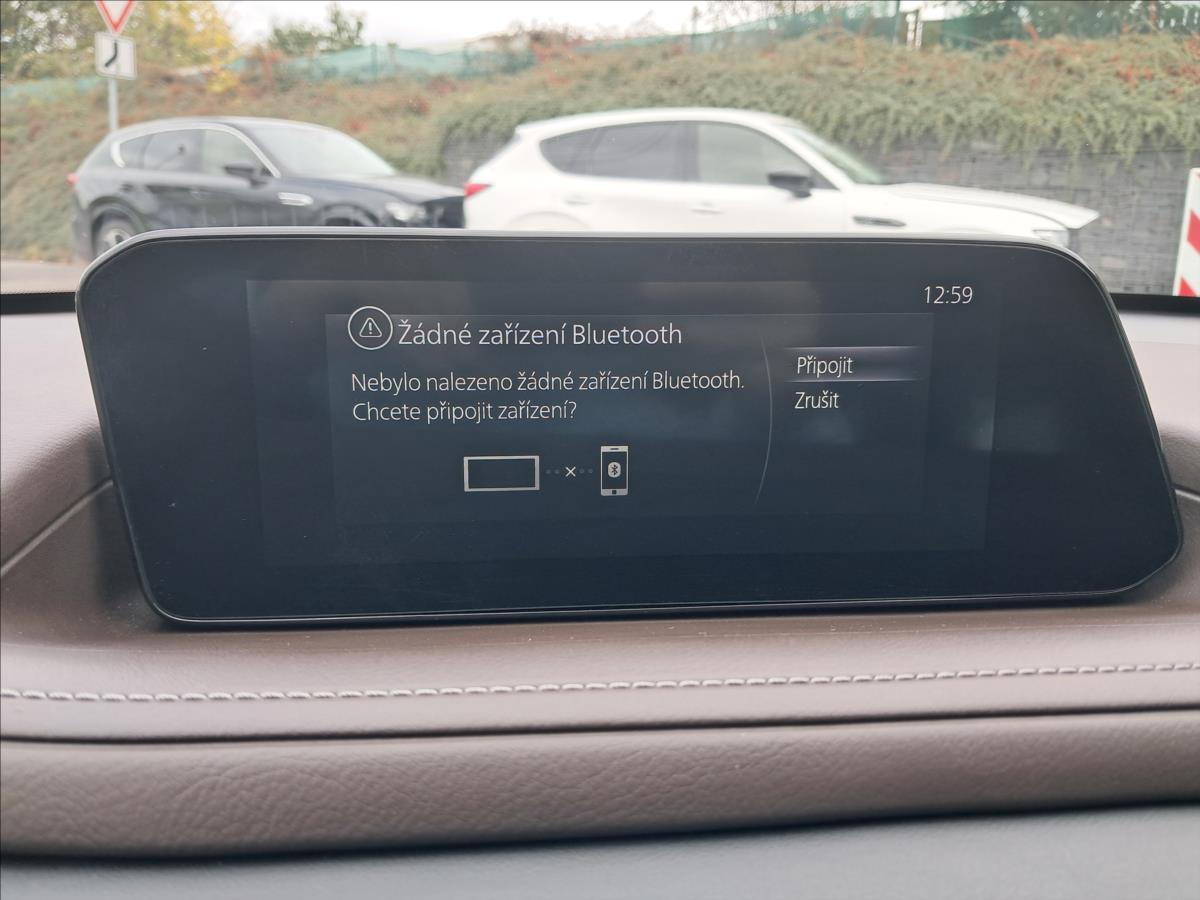 12:59
Žádné zařízení Bluetooth
Nebylo nalezeno žádné zařízení Bluetooth.
Chcete připojit zařízení?
Připojit
Zrušit